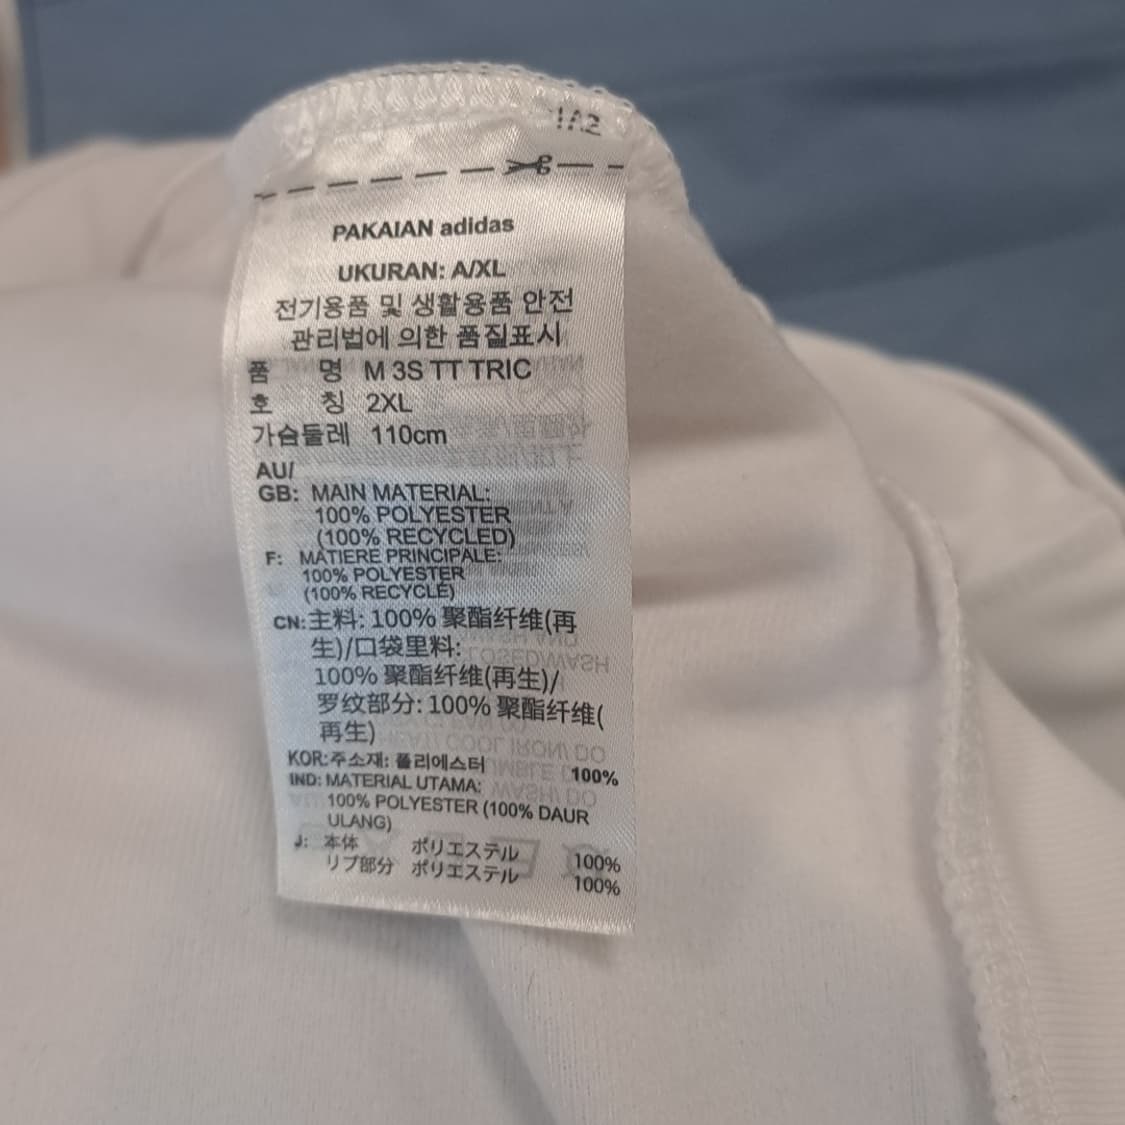 PAKAIAN adidas
UKURAN: A/XL
전기용품 및 생활용품 안전
관리법에 의한 품질표시
품 명 M 3S TT TRIC
호 칭 2XL
가슴둘레 110cm
AU/
GB: MAIN MATERIAL:
100% POLYESTER
(100% RECYCLED)
F: MATIERE PRINCIPALE:
100% POLYESTER
(100% RECYCLÉ)
CN:主料: 100% 聚酯纤维(再
生)/口袋里料:
100% 聚酯纤维(再生)/
罗纹部分: 100% 聚酯纤维(
再生)
KOR:주소재: 폴리에스터 100%
IND: MATERIAL UTAMA:
100% POLYESTER (100% DAUR
ULANG)
J: 本体 ポリエステル 100%
リブ部分 ポリエステル 100%